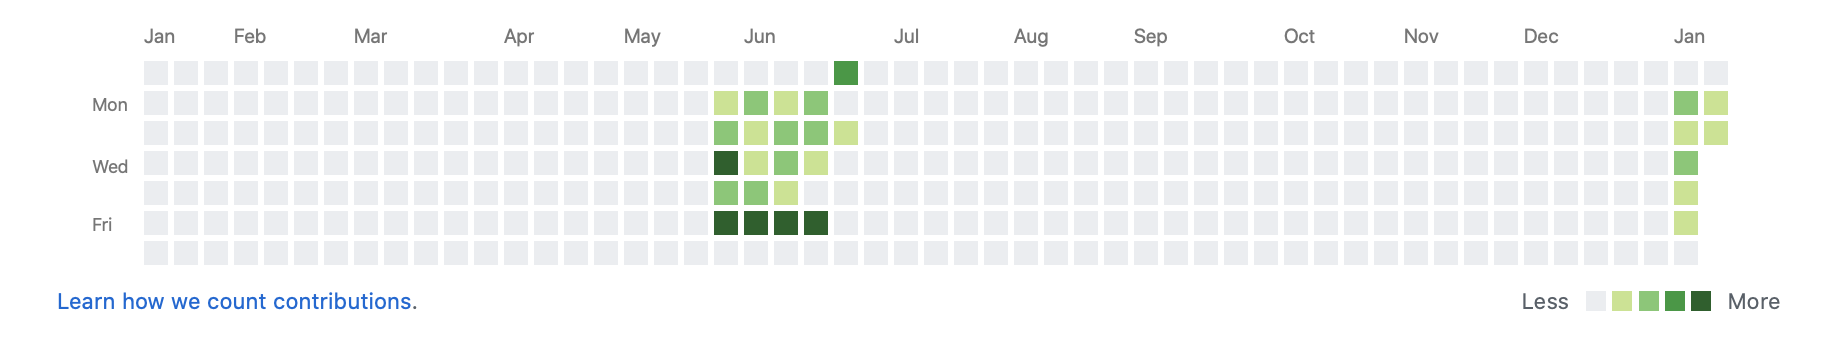 Jan Feb Mar Apr May Jun Jul Aug Sep Oct Nov Dec Jan
Mon
Wed
Fri
Learn how we count contributions.
Less More